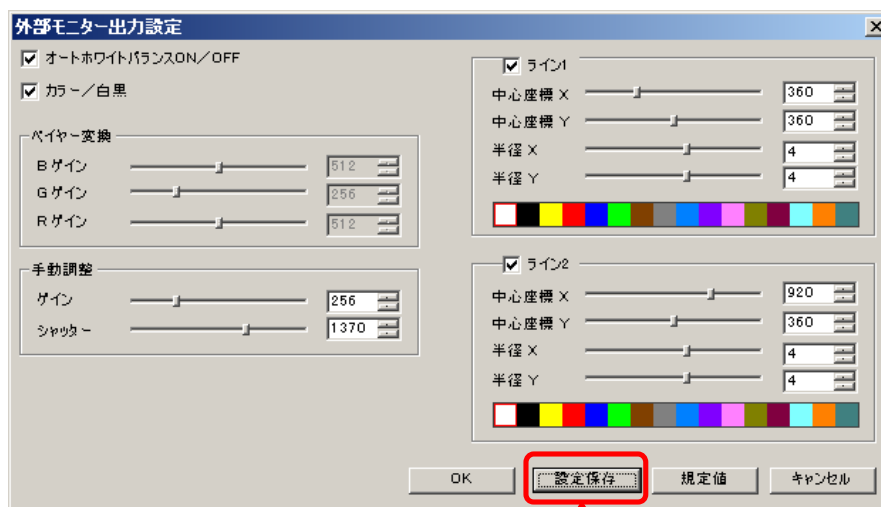 外部モニター出力設定
オートホワイトバランスON／OFF
カラー／白黒
ベイヤー変換
Bゲイン 512
Gゲイン 256
Rゲイン 512
手動調整
ゲイン 256
シャッター 1370
ライン1
中心座標 X 360
中心座標 Y 360
半径 X 4
半径 Y 4
ライン2
中心座標 X 920
中心座標 Y 360
半径 X 4
半径 Y 4
OK 設定保存 規定値 キャンセル